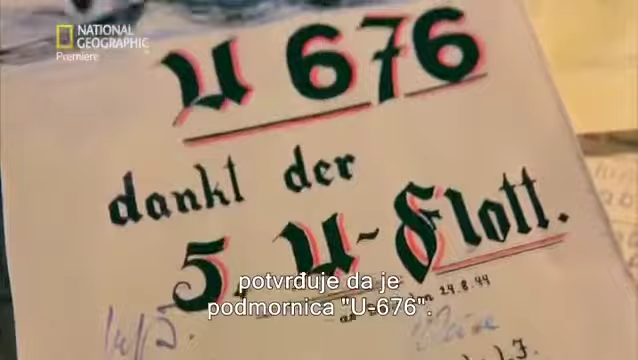 NATIONAL
GEOGRAPHIC
Premiere
U 676
dankt der
5. U-Flott.
24.8.44
potvrđuje da je
podmornica "U-676".